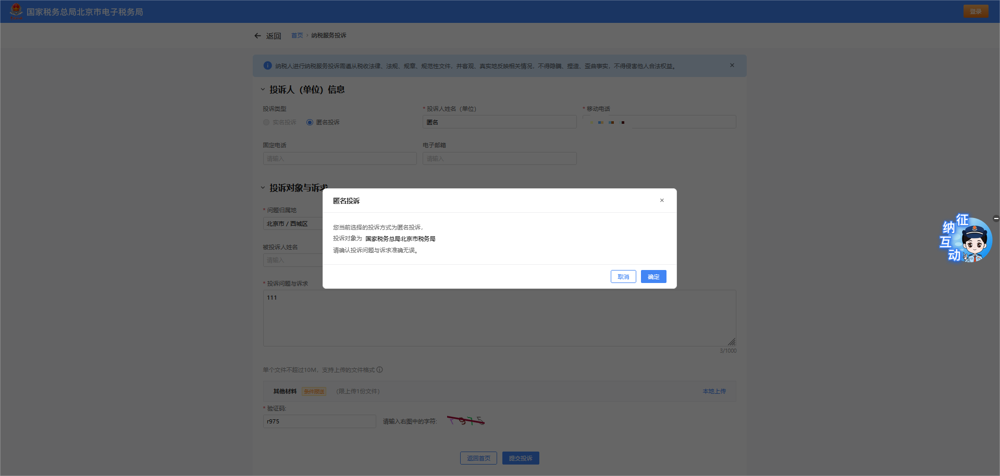 国家税务总局北京市电子税务局
登录
返回 首页 > 纳税服务投诉
纳税人进行纳税服务投诉需遵从税收法律、法规、规章、规范性文件，并客观、真实地反映相关情况，不得隐瞒、捏造、歪曲事实，不得侵害他人合法权益。
投诉人（单位）信息
投诉类型
* 投诉人姓名（单位）
* 移动电话
实名投诉
匿名投诉
匿名
固定电话
电子邮箱
请输入
请输入
投诉对象与诉求
* 问题归属地
北京市 / 西城区
被投诉人姓名
请输入
匿名投诉
您当前选择的投诉方式为匿名投诉，
投诉对象为 国家税务总局北京市税务局
请确认投诉问题与诉求准确无误。
取消
确定
征
纳
互
动
* 投诉问题与诉求
111
3/1000
单个文件不超过10M，支持上传的文件格式
其他材料 条件报送 （限上传1份文件） 本地上传
* 验证码:
r975
请输入右图中的字符:
r975
返回首页
提交投诉